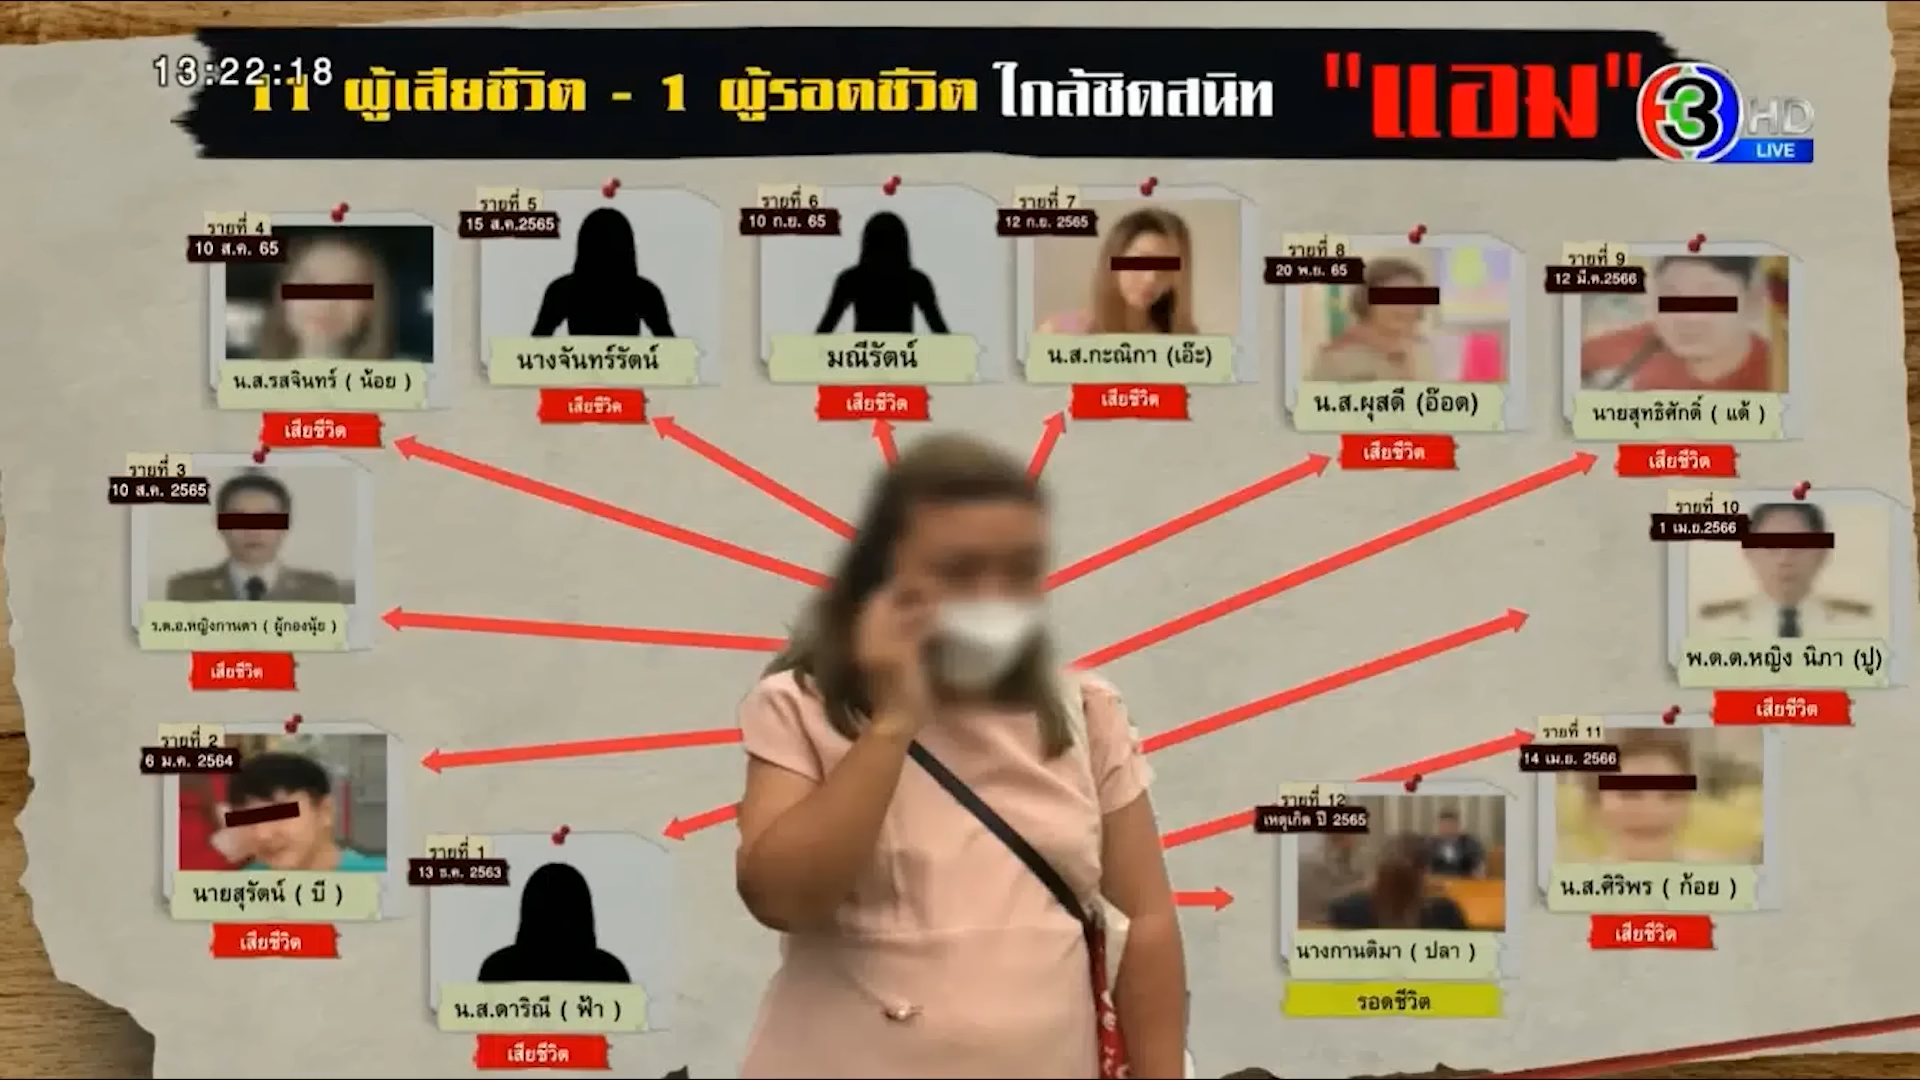 13:22:18
11 ผู้เสียชีวิต - 1 ผู้รอดชีวิต ใกล้ชิดสนิท "แอม"
3 HD
LIVE
รายที่ 4
10 ส.ค. 65
น.ส.รสจินทร์ ( น้อย )
เสียชีวิต
รายที่ 5
15 ส.ค.2565
นางจันทร์รัตน์
เสียชีวิต
รายที่ 6
10 ก.ย. 65
มณีรัตน์
เสียชีวิต
รายที่ 7
12 ก.ย. 2565
น.ส.กะณิกา (เอ๊ะ)
เสียชีวิต
รายที่ 8
20 พ.ย. 65
น.ส.ผุสดี (อ๊อด)
เสียชีวิต
รายที่ 9
12 มี.ค.2566
นายสุทธิศักดิ์ ( แด้ )
เสียชีวิต
รายที่ 3
10 ส.ค. 2565
ร.ต.อ.หญิงกานดา ( ผู้กองนุ้ย )
เสียชีวิต
รายที่ 10
1 เม.ย.2566
พ.ต.ต.หญิง นิภา (ปู)
เสียชีวิต
รายที่ 2
6 ม.ค. 2564
นายสุรัตน์ ( บี )
เสียชีวิต
รายที่ 11
14 เม.ย. 2566
น.ส.ศิริพร ( ก้อย )
เสียชีวิต
รายที่ 1
13 ธ.ค. 2563
น.ส.ดาริณี ( ฟ้า )
เสียชีวิต
รายที่ 12
เหตุเกิด ปี 2565
นางกานติมา ( ปลา )
รอดชีวิต